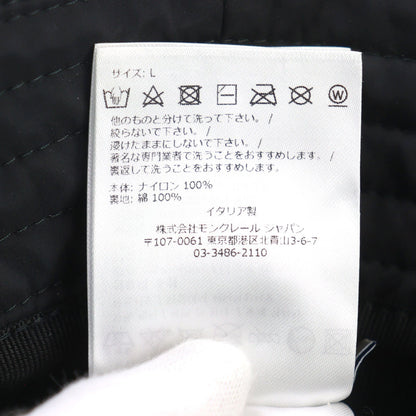 サイズ: L
他のものと分けて洗って下さい。/
絞らないで下さい。/
浸けたままにしないで下さい。/
著名な専門業者で洗うことをおすすめします。/
裏返して洗うことをおすすめします。/
本体: ナイロン 100%
裏地: 綿 100%
イタリア製
株式会社モンクレール ジャパン
〒107-0061 東京都港区北青山3-6-7
03-3486-2110